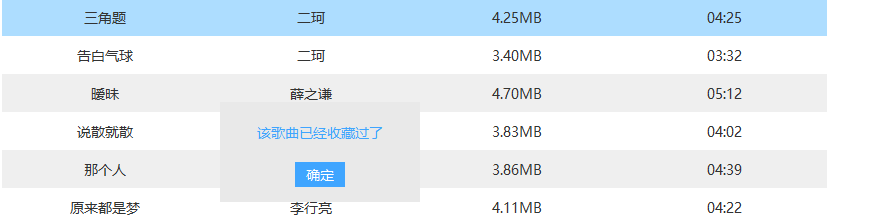 三角题 二珂 4.25MB 04:25
告白气球 二珂 3.40MB 03:32
暧昧 薛之谦 4.70MB 05:12
说散就散 3.83MB 04:02
该歌曲已经收藏过了
那个人 3.86MB 04:39
确定
原来都是梦 李行亮 4.11MB 04:22